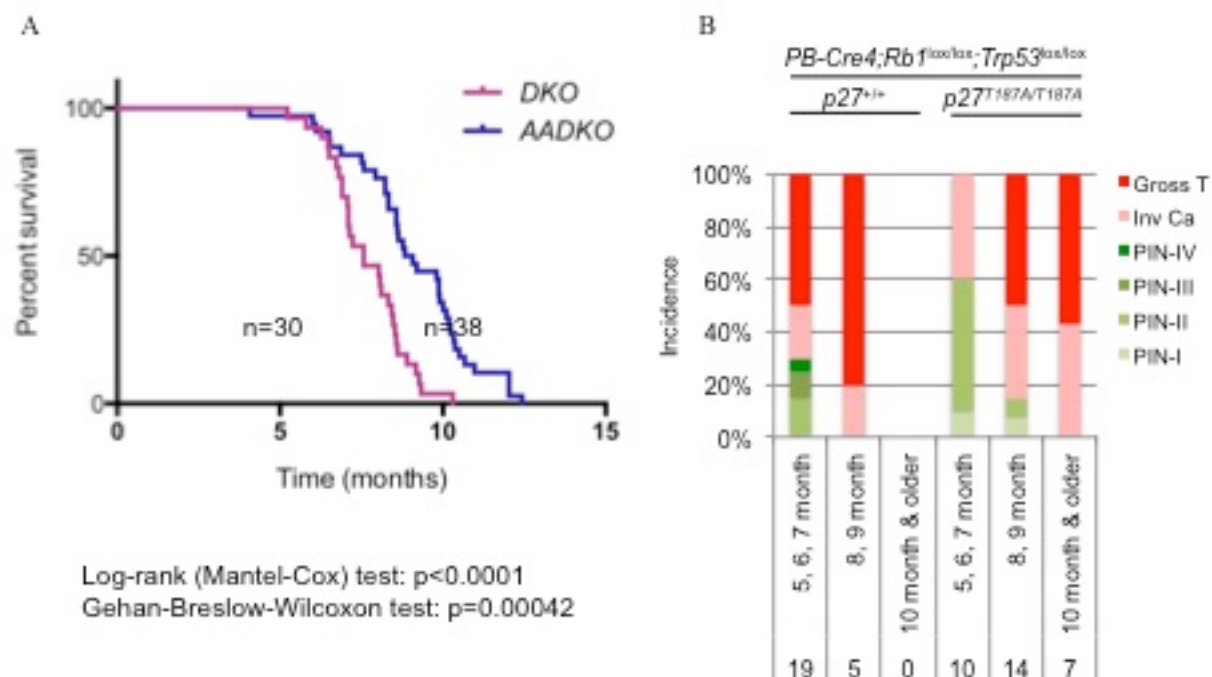 A
100
50
0
0
5
10
15
Percent survival
Time (months)
DKO
AADKO
n=30
n=38
Log-rank (Mantel-Cox) test: p<0.0001
Gehan-Breslow-Wilcoxon test: p=0.00042
B
PB-Cre4;Rb1lox/lox;Trp53lox/lox
p27+/+
p27T187A/T187A
100%
80%
60%
40%
20%
0%
Incidence
Gross T
Inv Ca
PIN-IV
PIN-III
PIN-II
PIN-I
5, 6, 7 month
8, 9 month
10 month & older
5, 6, 7 month
8, 9 month
10 month & older
19 5 0 10 14 7